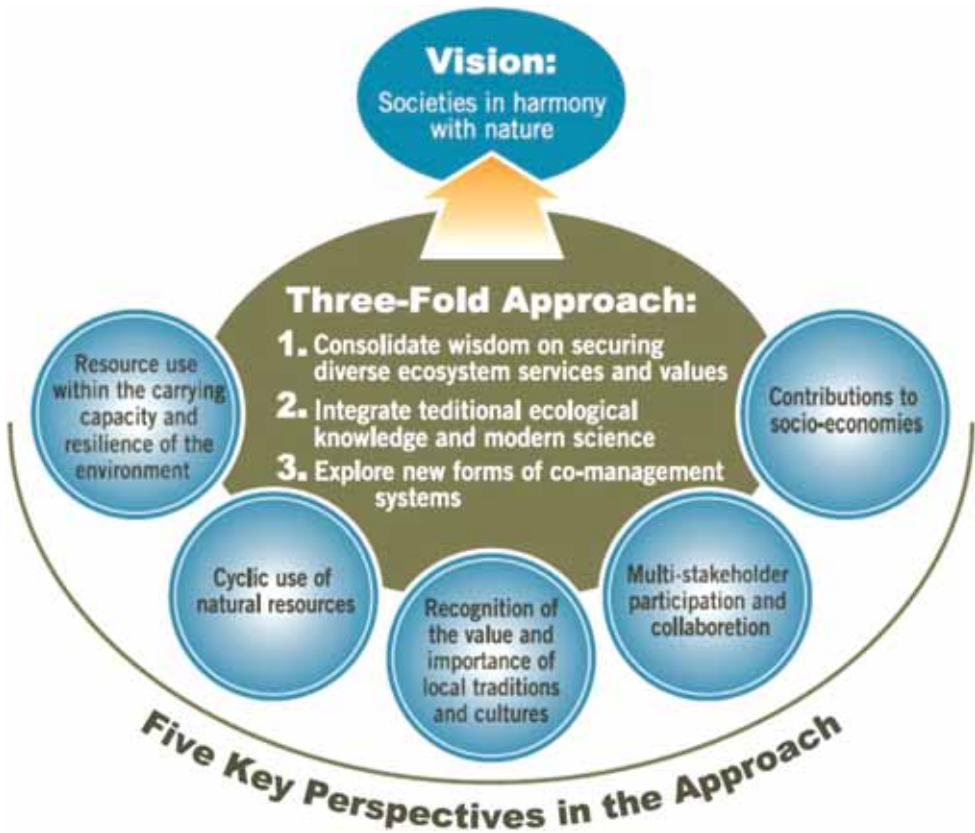 Vision:
Societies in harmony
with nature
Three-Fold Approach:
1. Consolidate wisdom on securing
diverse ecosystem services and values
2. Integrate teditional ecological
knowledge and modern science
3. Explore new forms of co-management
systems
Resource use
within the carrying
capacity and
resilience of the
environment
Cyclic use of
natural resources
Recognition of
the value and
importance of
local traditions
and cultures
Multi-stakeholder
participation and
collaboretion
Contributions to
socio-economies
Five Key Perspectives in the Approach